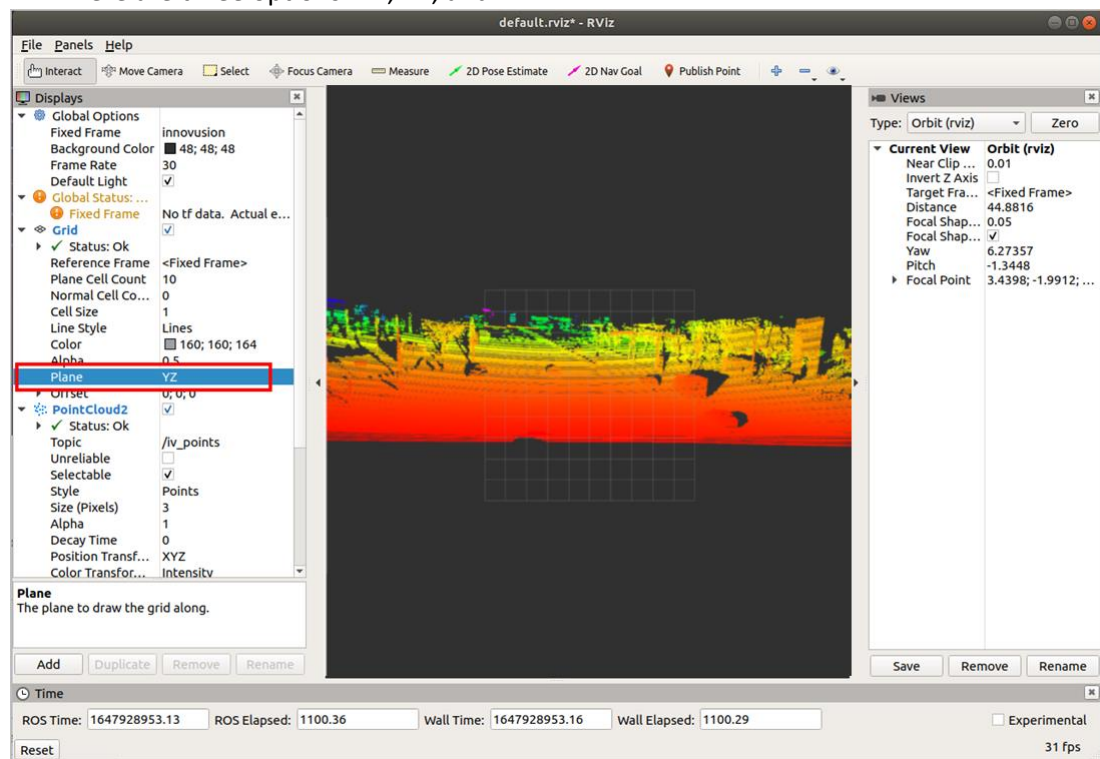 default.rviz* - RViz
File Panels Help
Interact Move Camera Select Focus Camera Measure 2D Pose Estimate 2D Nav Goal Publish Point
Displays
Global Options
Fixed Frame innovusion
Background Color 48; 48; 48
Frame Rate 30
Default Light
Global Status: ...
Fixed Frame No tf data. Actual e...
Grid
Status: Ok
Reference Frame <Fixed Frame>
Plane Cell Count 10
Normal Cell Co... 0
Cell Size 1
Line Style Lines
Color 160; 160; 164
Alpha 0.5
Plane YZ
Offset 0; 0; 0
PointCloud2
Status: Ok
Topic /iv_points
Unreliable
Selectable
Style Points
Size (Pixels) 3
Alpha 1
Decay Time 0
Position Transf... XYZ
Color Transfor... Intensity
Plane
The plane to draw the grid along.
Add Duplicate Remove Rename
Views
Type: Orbit (rviz) Zero
Current View Orbit (rviz)
Near Clip ... 0.01
Invert Z Axis
Target Fra... <Fixed Frame>
Distance 44.8816
Focal Shap... 0.05
Focal Shap...
Yaw 6.27357
Pitch -1.3448
Focal Point 3.4398; -1.9912; ...
Save Remove Rename
Time
ROS Time: 1647928953.13 ROS Elapsed: 1100.36 Wall Time: 1647928953.16 Wall Elapsed: 1100.29 Experimental
Reset 31 fps